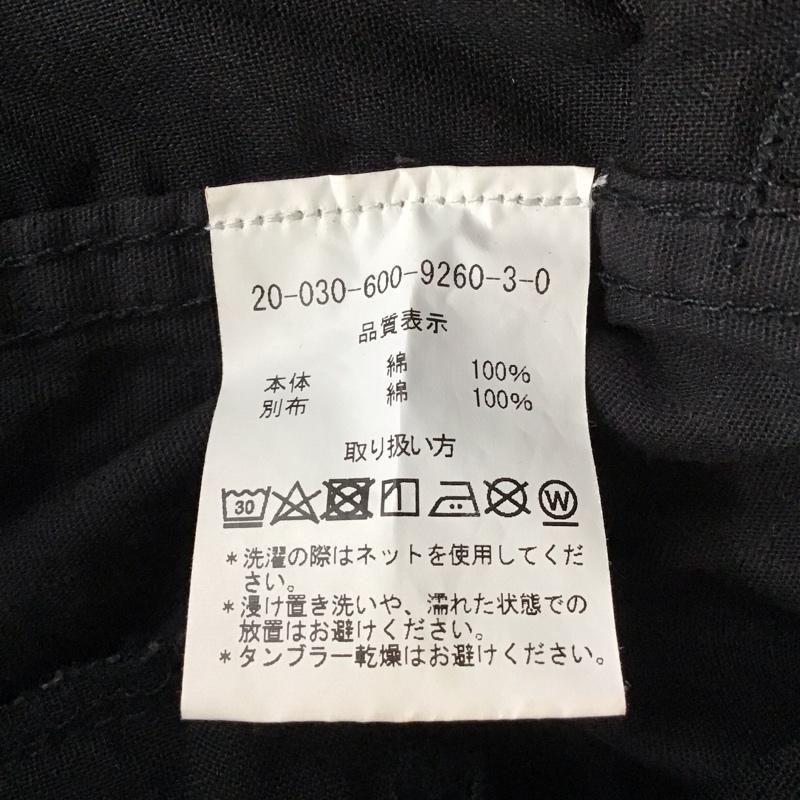 20-030-600-9260-3-0
品質表示
本体 綿 100%
別布 綿 100%
取り扱い方
30 W
*洗濯の際はネットを使用してくだ
さい。
*浸け置き洗いや、濡れた状態での
放置はお避けください。
*タンブラー乾燥はお避けください。